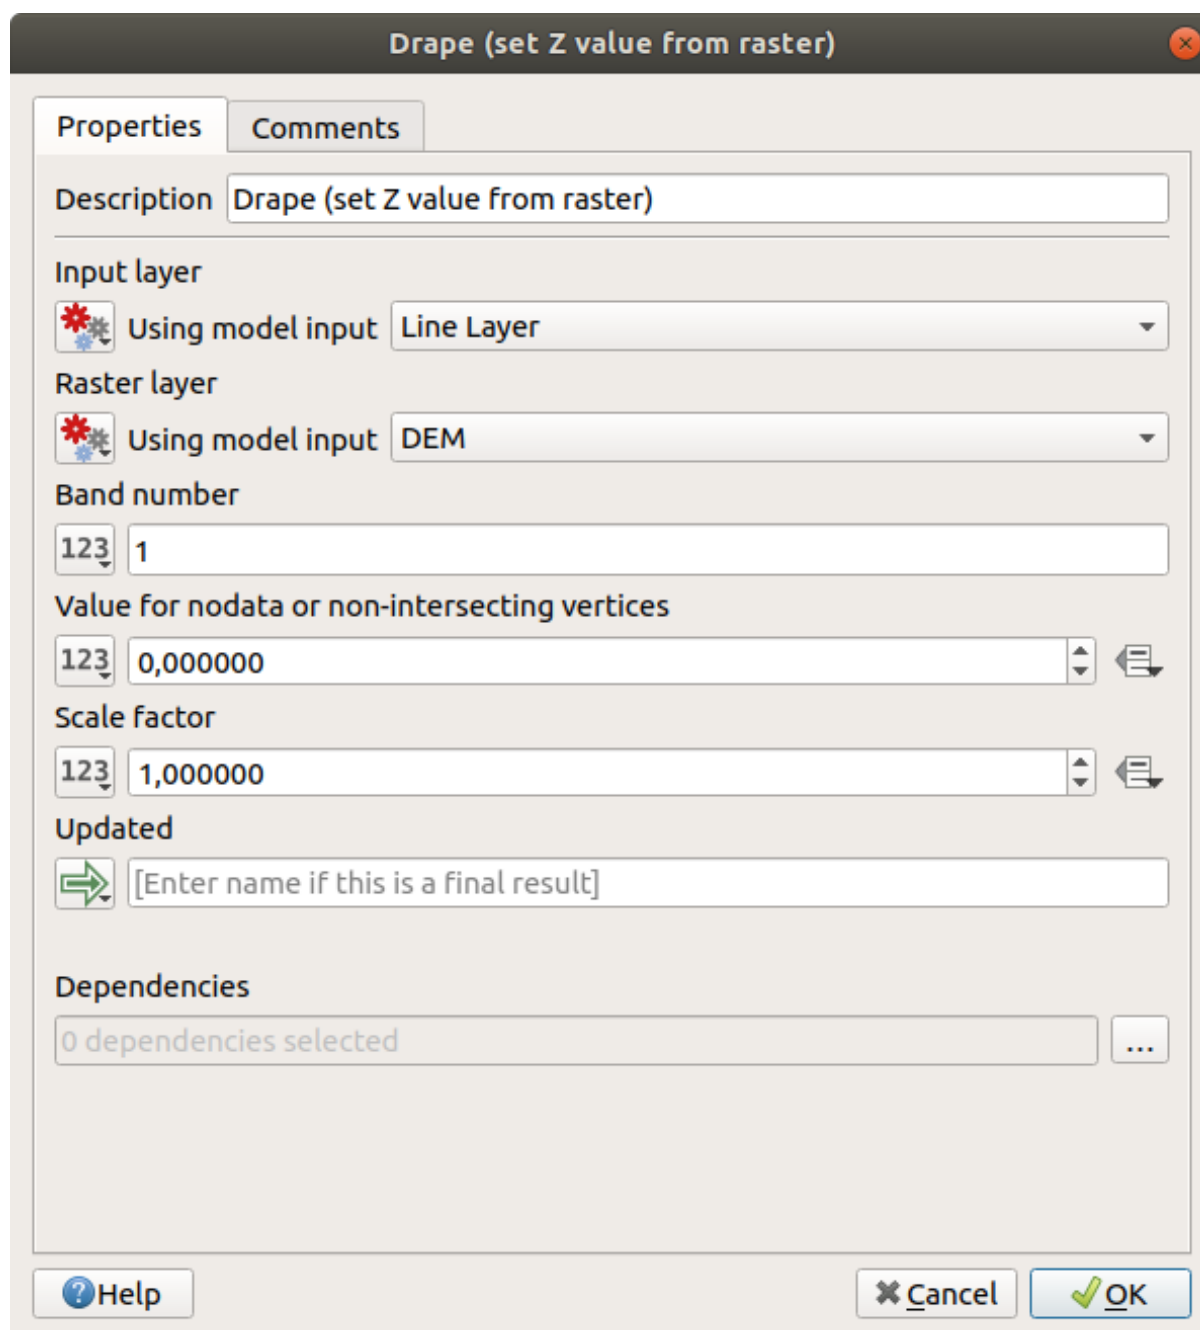 Drape (set Z value from raster)
Properties Comments
Description Drape (set Z value from raster)
Input layer
Using model input Line Layer
Raster layer
Using model input DEM
Band number
123 1
Value for nodata or non-intersecting vertices
123 0,000000
Scale factor
123 1,000000
Updated
[Enter name if this is a final result]
Dependencies
0 dependencies selected ...
?Help Cancel OK